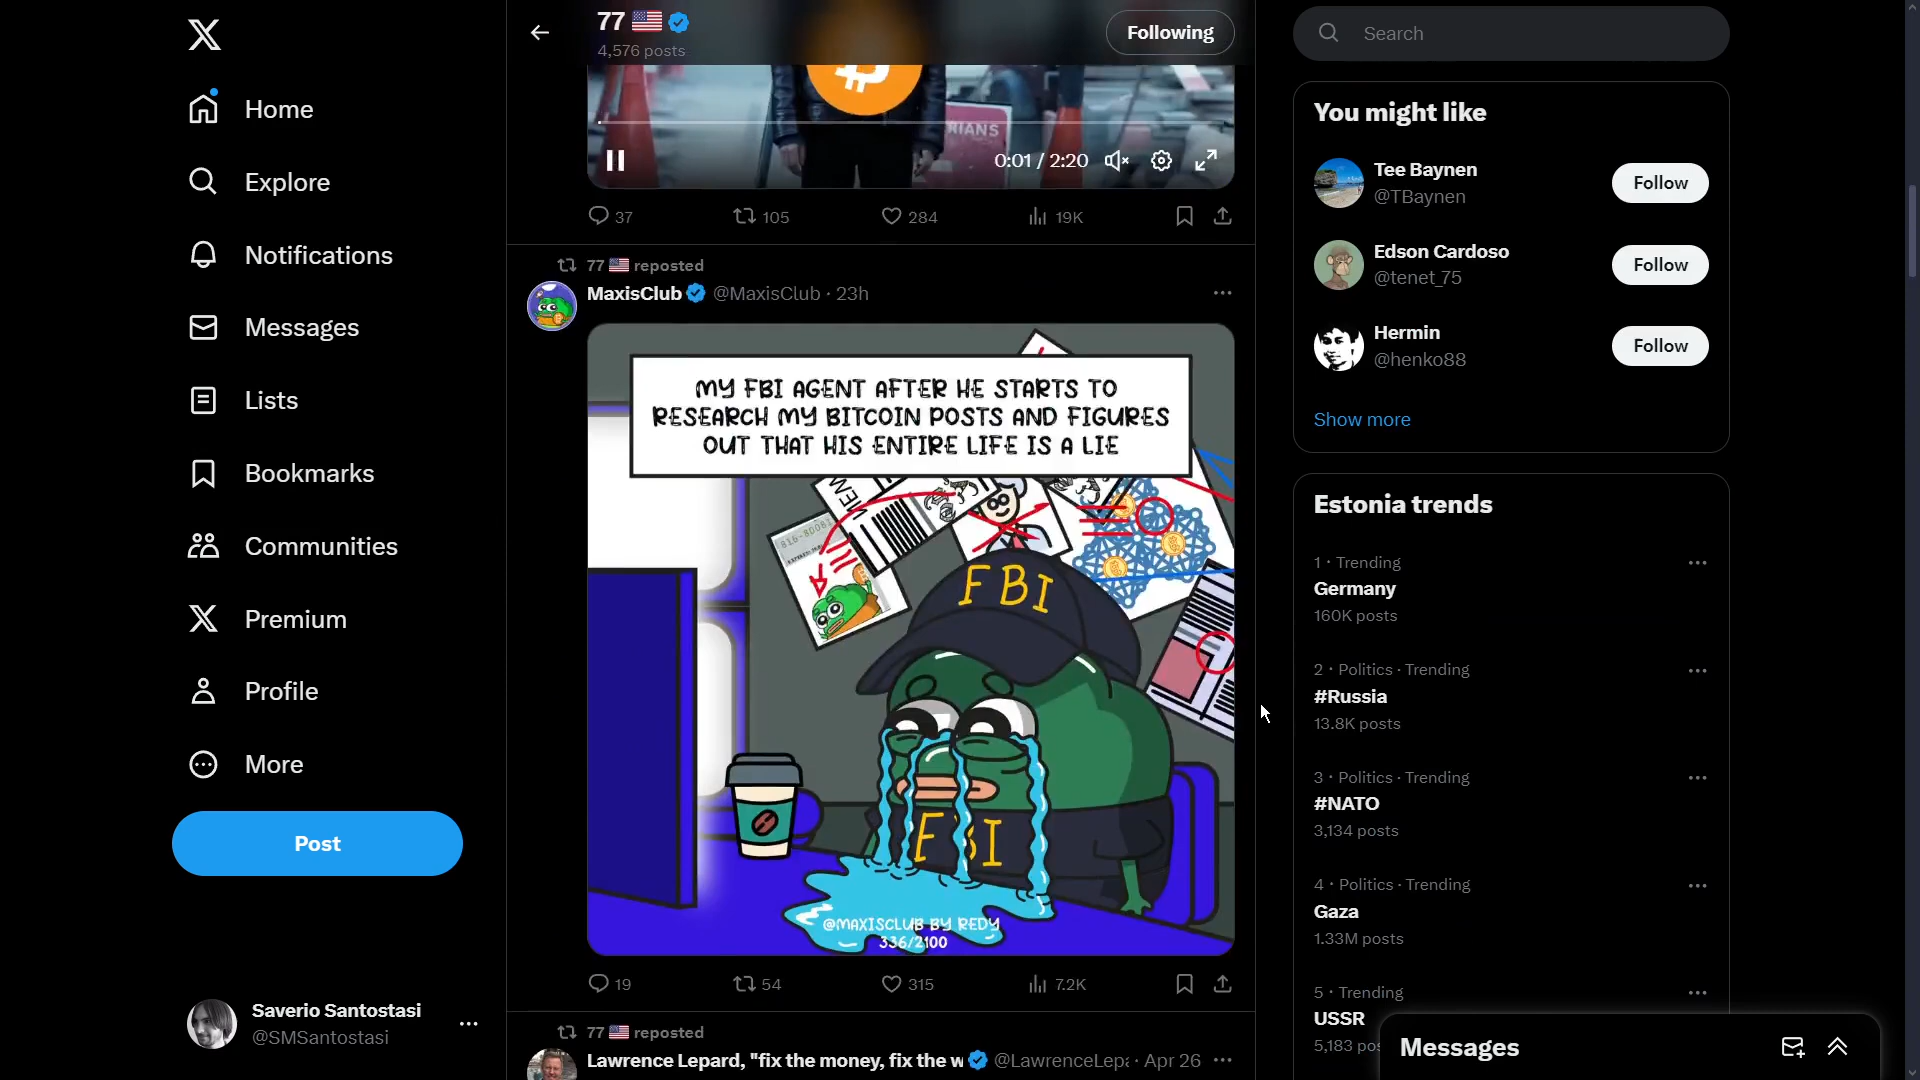 Home
Explore
Notifications
Messages
Lists
Bookmarks
Communities
Premium
Profile
More
Post
Saverio Santostasi
@SMSantostasi
77
4,576 posts
Following
RIANS
0:01 / 2:20
37
105
284
19K
77 reposted
MaxisClub @MaxisClub · 23h
MY FBI AGENT AFTER HE STARTS TO
RESEARCH MY BITCOIN POSTS AND FIGURES
OUT THAT HIS ENTIRE LIFE IS A LIE
FBI
FBI
@MAXISCLUB BY REDY
336/2100
19
54
315
7.2K
77 reposted
Lawrence Lepard, "fix the money, fix the w @LawrenceLepa · Apr 26
Search
You might like
Tee Baynen
@TBaynen
Follow
Edson Cardoso
@tenet_75
Follow
Hermin
@henko88
Follow
Show more
Estonia trends
1 · Trending
Germany
160K posts
2 · Politics · Trending
#Russia
13.8K posts
3 · Politics · Trending
#NATO
3,134 posts
4 · Politics · Trending
Gaza
1.33M posts
5 · Trending
USSR
5,183 pos
Messages